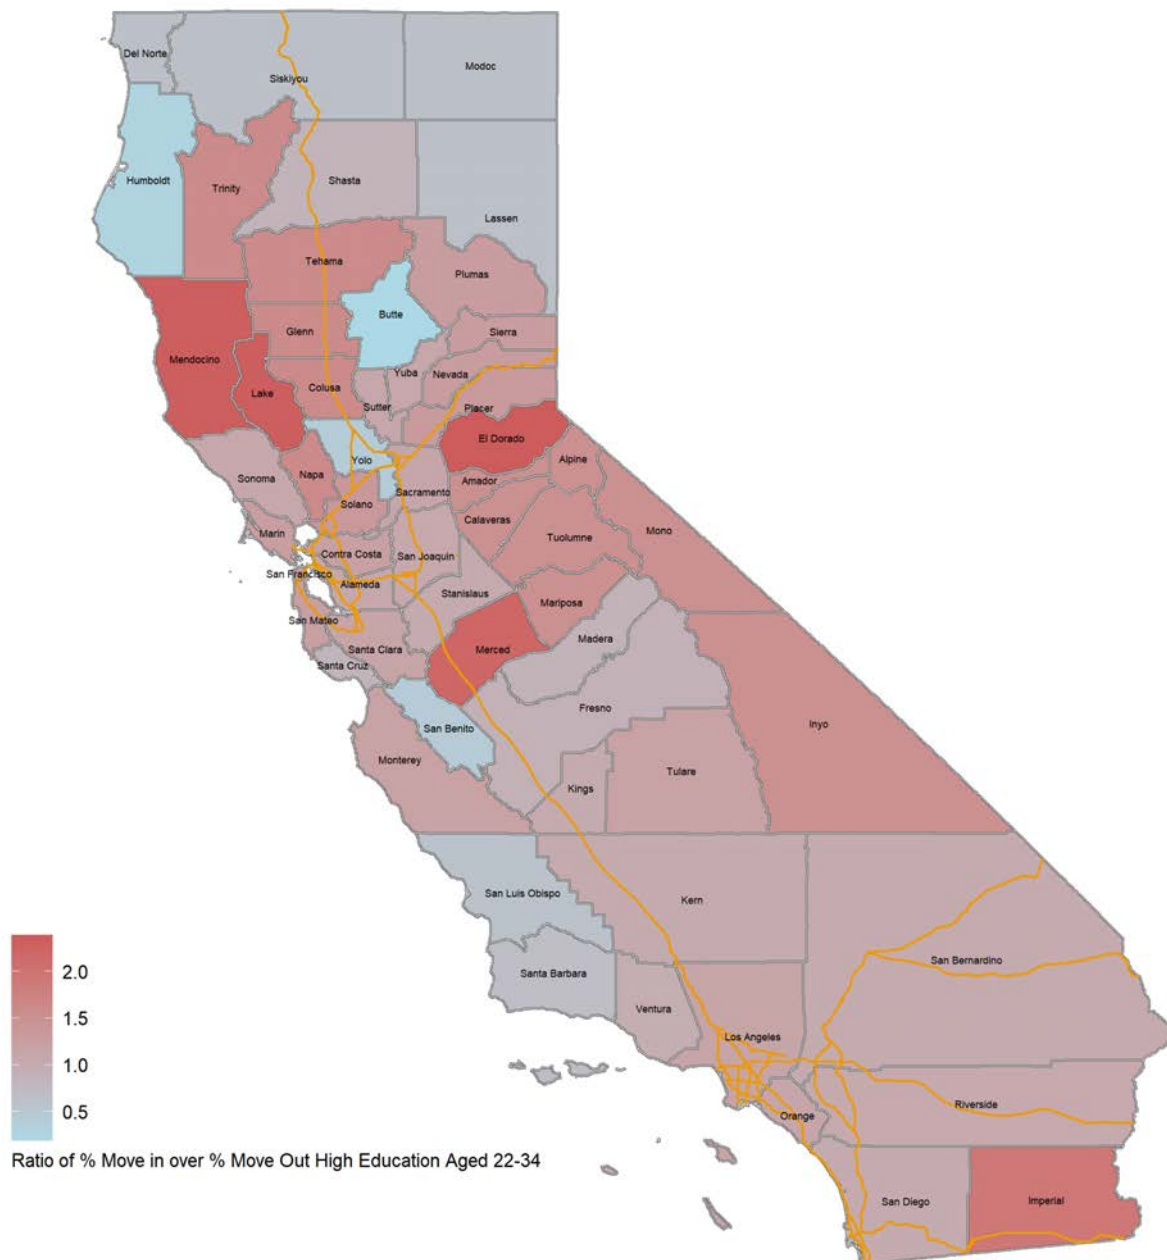 Del Norte
Siskiyou
Modoc
Humboldt
Trinity
Shasta
Lassen
Tehama
Plumas
Butte
Glenn
Sierra
Mendocino
Lake
Colusa
Yuba
Nevada
Sutter
Placer
El Dorado
Yolo
Alpine
Sonoma
Napa
Amador
Sacramento
Solano
Calaveras
Mono
Marin
Tuolumne
Contra Costa
San Joaquin
San Francisco
Alameda
Stanislaus
Mariposa
San Mateo
Madera
Santa Clara
Merced
Santa Cruz
Fresno
San Benito
Inyo
Monterey
Tulare
Kings
San Luis Obispo
Kern
San Bernardino
Santa Barbara
Ventura
Los Angeles
Riverside
Orange
San Diego
Imperial
2.0
1.5
1.0
0.5
Ratio of % Move in over % Move Out High Education Aged 22-34